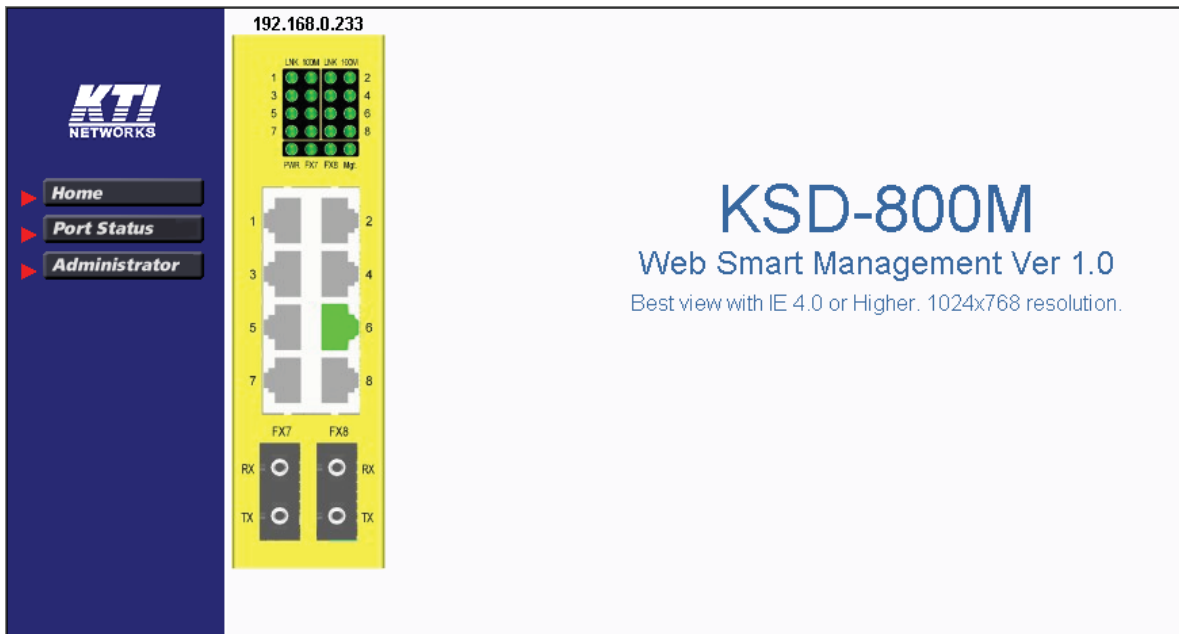 192.168.0.233
KTI
NETWORKS
Home
Port Status
Administrator
LNK 100M LNK 100M
1 2
3 4
5 6
7 8
PWR FX7 FX8 Mgt.
1 2
3 4
5 6
7 8
FX7 FX8
RX RX
TX TX
KSD-800M
Web Smart Management Ver 1.0
Best view with IE 4.0 or Higher. 1024x768 resolution.